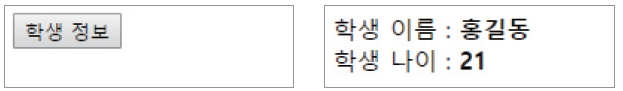 학생 정보
학생 이름 : 홍길동
학생 나이 : 21